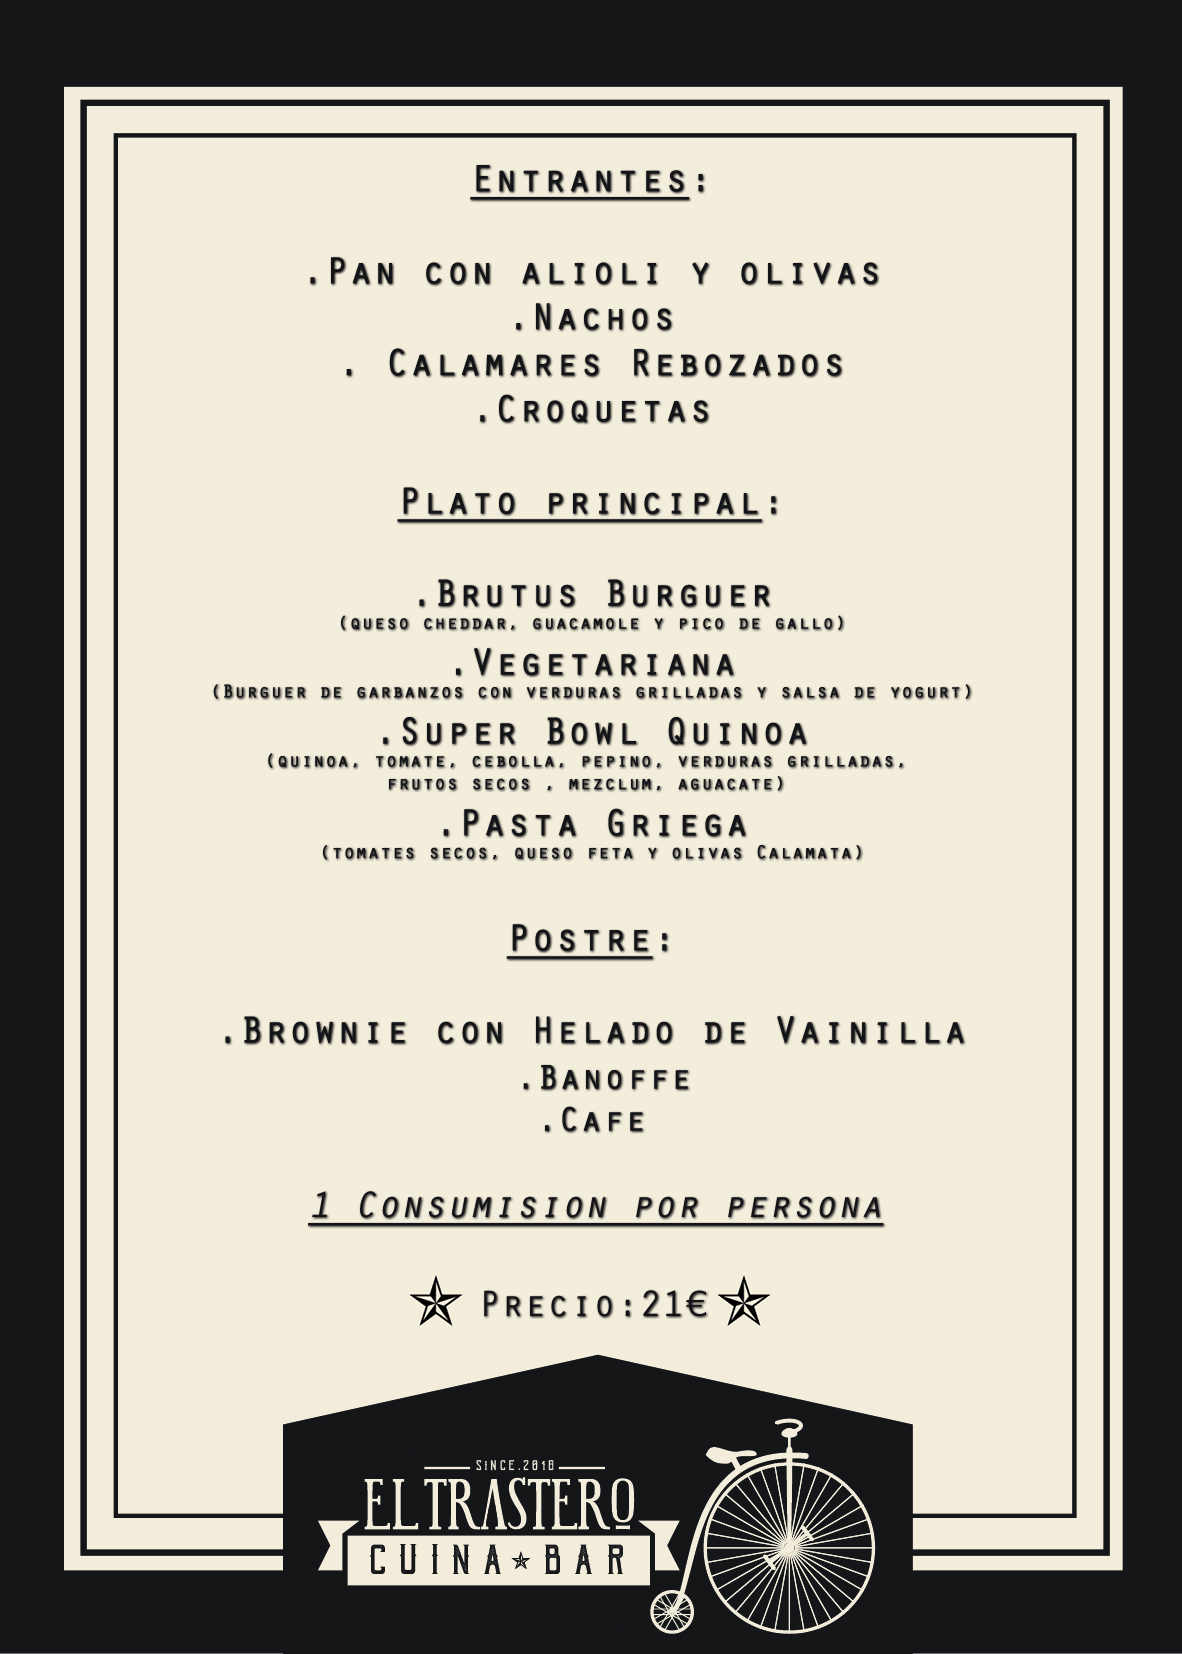 Entrantes:
.Pan con alioli y olivas
.Nachos
. Calamares Rebozados
.Croquetas
Plato principal:
.Brutus Burguer
(queso cheddar, guacamole y pico de gallo)
.Vegetariana
(Burguer de garbanzos con verduras grilladas y salsa de yogurt)
.Super Bowl Quinoa
(quinoa, tomate, cebolla, pepino, verduras grilladas,
frutos secos , mezclum, aguacate)
.Pasta Griega
(tomates secos, queso feta y olivas Calamata)
Postre:
.Brownie con Helado de Vainilla
.Banoffe
.Cafe
1 Consumision por persona
Precio:21€
SiNCE.2010
EL TRASTERO
CUINA BAR